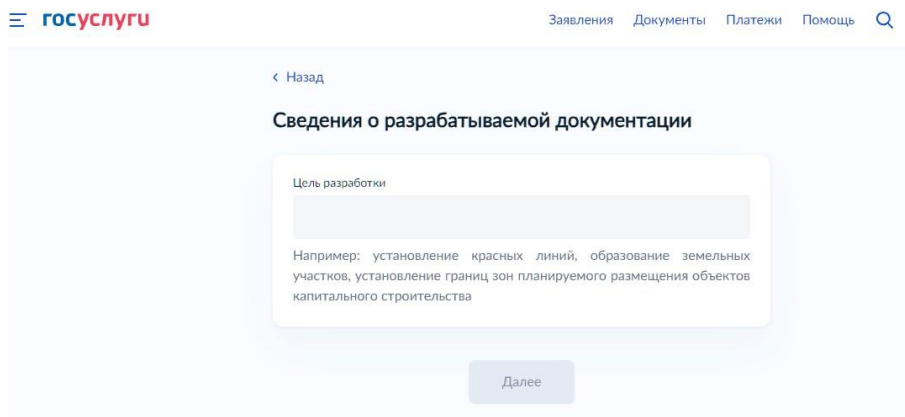 госуслуги Заявления Документы Платежи Помощь
Назад
Сведения о разрабатываемой документации
Цель разработки
Например: установление красных линий, образование земельных
участков, установление границ зон планируемого размещения объектов
капитального строительства
Далее